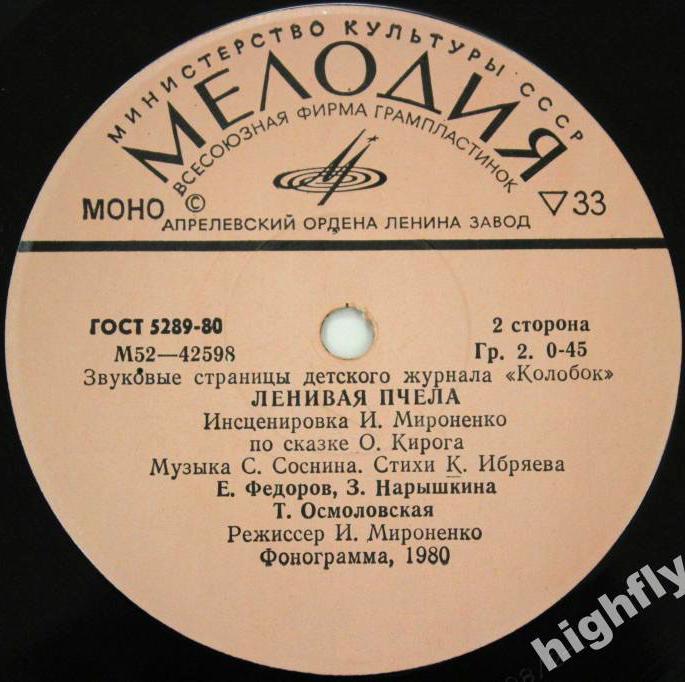 МИНИСТЕРСТВО КУЛЬТУРЫ СССР
МЕЛОДИЯ
ВСЕСОЮЗНАЯ ФИРМА ГРАМПЛАСТИНОК
МОНО © ▽33
АПРЕЛЕВСКИЙ ОРДЕНА ЛЕНИНА ЗАВОД
ГОСТ 5289-80 2 сторона
М52—42598 Гр. 2. 0-45
Звуковые страницы детского журнала «Колобок»
ЛЕНИВАЯ ПЧЕЛА
Инсценировка И. Мироненко
по сказке О. Кирога
Музыка С. Соснина. Стихи К. Ибряева
Е. Федоров, З. Нарышкина
Т. Осмоловская
Режиссер И. Мироненко
Фонограмма, 1980
highfly